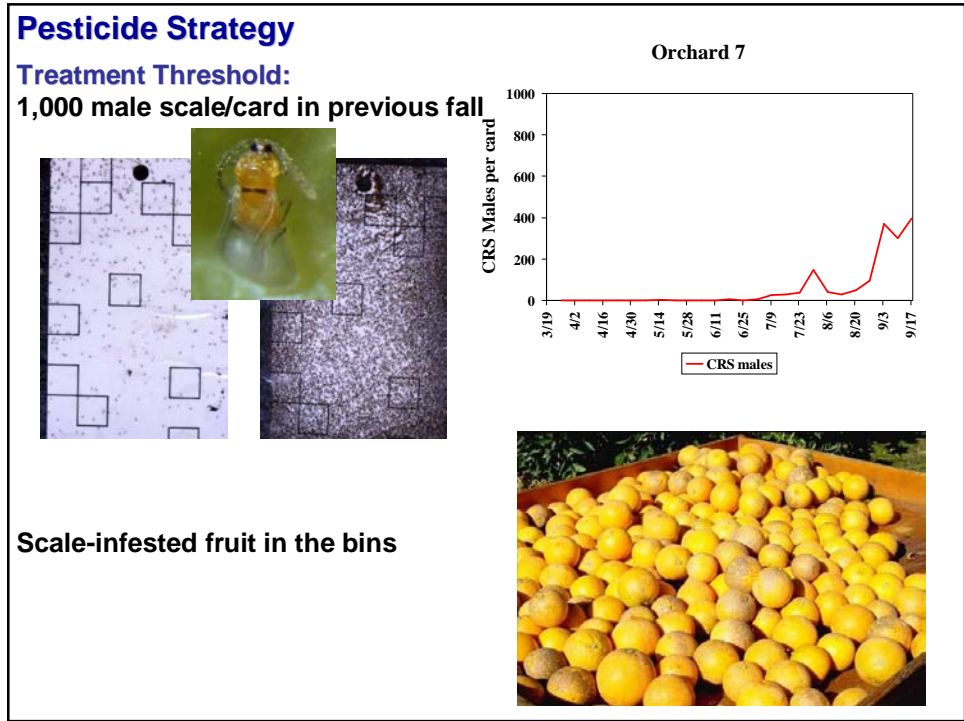 Pesticide Strategy
Treatment Threshold:
1,000 male scale/card in previous fall
Orchard 7
CRS Males per card
1000
800
600
400
200
0
3/19
4/2
4/16
4/30
5/14
5/28
6/11
6/25
7/9
7/23
8/6
8/20
9/3
9/17
CRS males
Scale-infested fruit in the bins